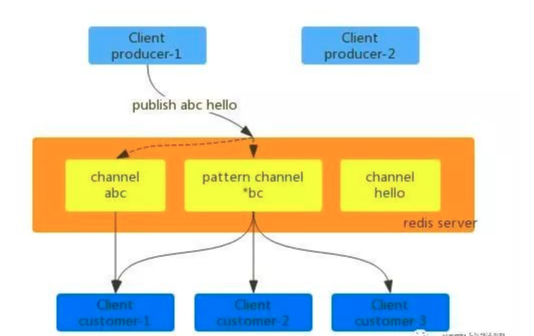 Client
producer-1
Client
producer-2
publish abc hello
channel
abc
pattern channel
*bc
channel
hello
redis server
Client
customer-1
Client
customer-2
Client
customer-3